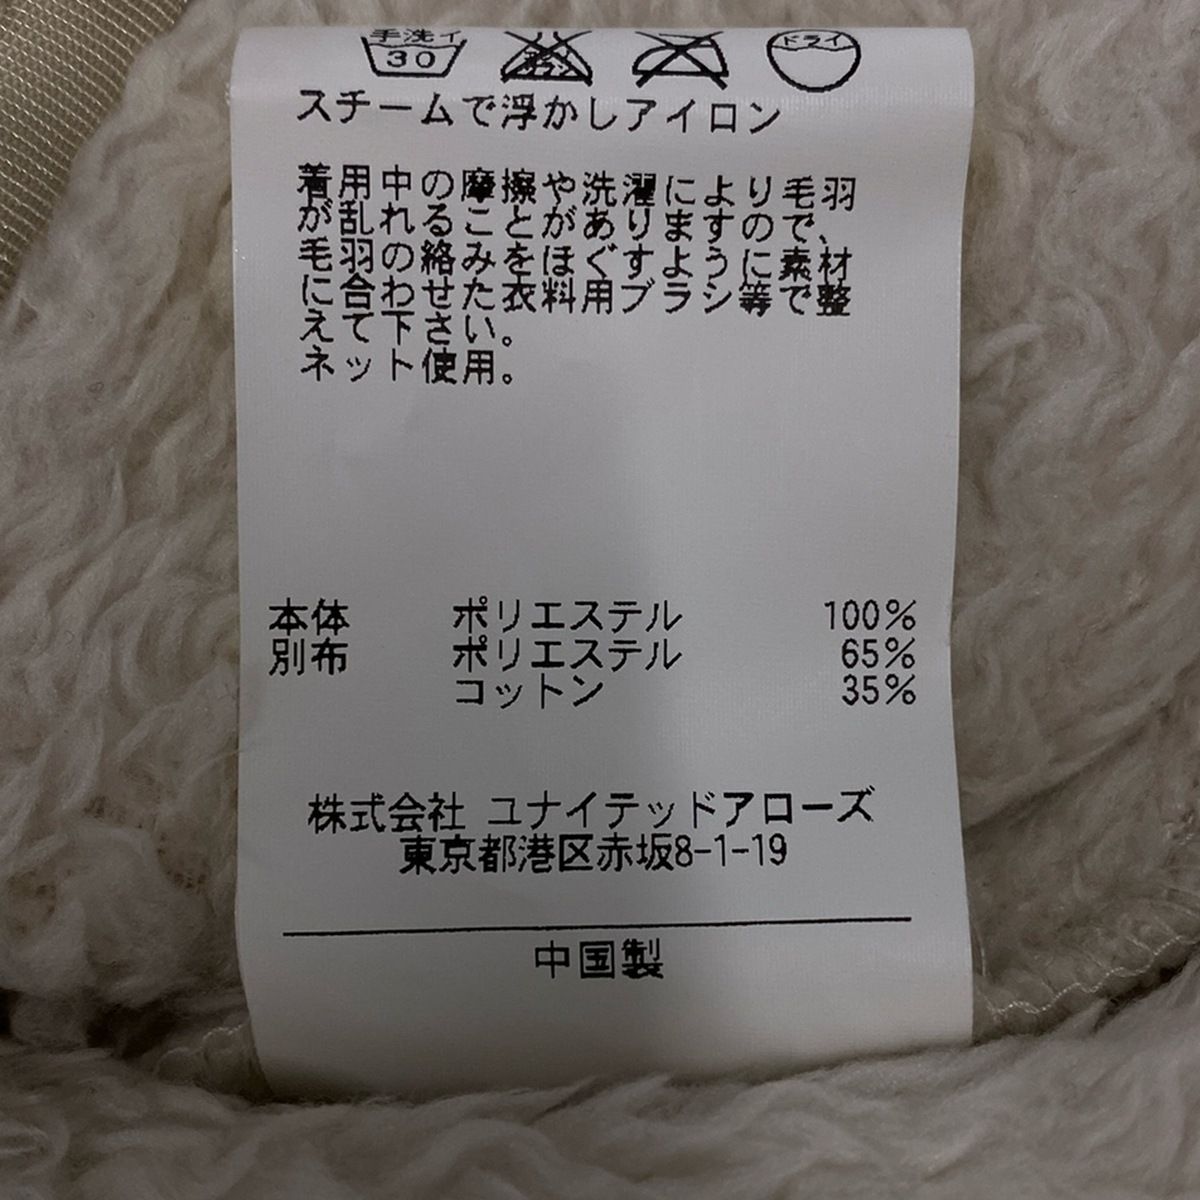 手洗イ
30
ドライ
スチームで浮かしアイロン
着用中の摩擦や洗濯により毛羽
が乱れることがありますので、
毛羽の絡みをほぐすように素材
に合わせた衣料用ブラシ等で整
えて下さい。
ネット使用。
本体 ポリエステル 100%
別布 ポリエステル 65%
コットン 35%
株式会社 ユナイテッドアローズ
東京都港区赤坂8-1-19
中国製